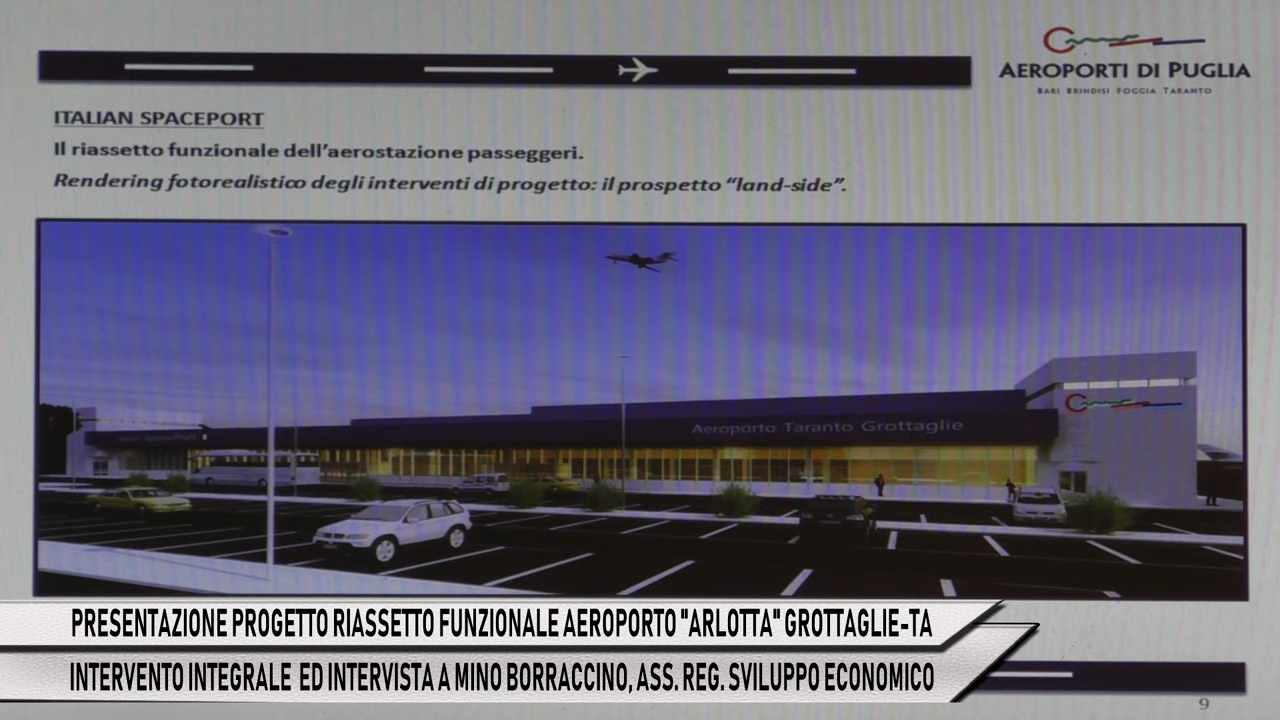 AEROPORTI DI PUGLIA
BARI BRINDISI FOGGIA TARANTO
ITALIAN SPACEPORT
Il riassetto funzionale dell'aerostazione passeggeri.
Rendering fotorealistico degli interventi di progetto: il prospetto “land-side”.
Aeroporto Taranto Grottaglie
PRESENTAZIONE PROGETTO RIASSETTO FUNZIONALE AEROPORTO "ARLOTTA" GROTTAGLIE-TA
INTERVENTO INTEGRALE ED INTERVISTA A MINO BORRACCINO, ASS. REG. SVILUPPO ECONOMICO
9